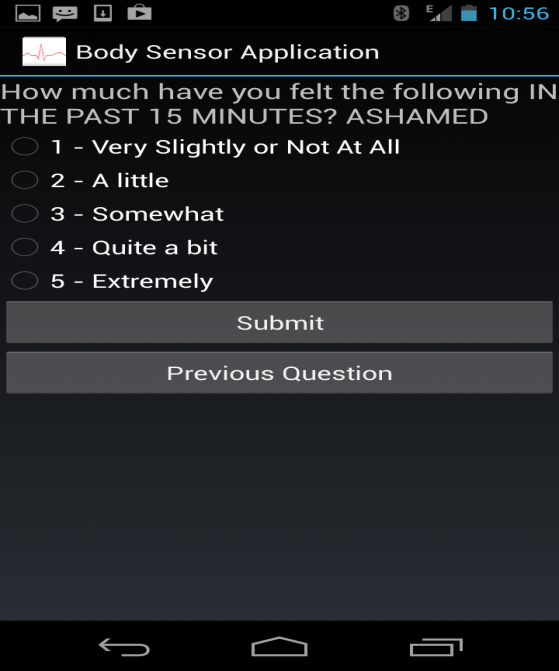 E 10:56
Body Sensor Application
How much have you felt the following IN
THE PAST 15 MINUTES? ASHAMED
1 - Very Slightly or Not At All
2 - A little
3 - Somewhat
4 - Quite a bit
5 - Extremely
Submit
Previous Question